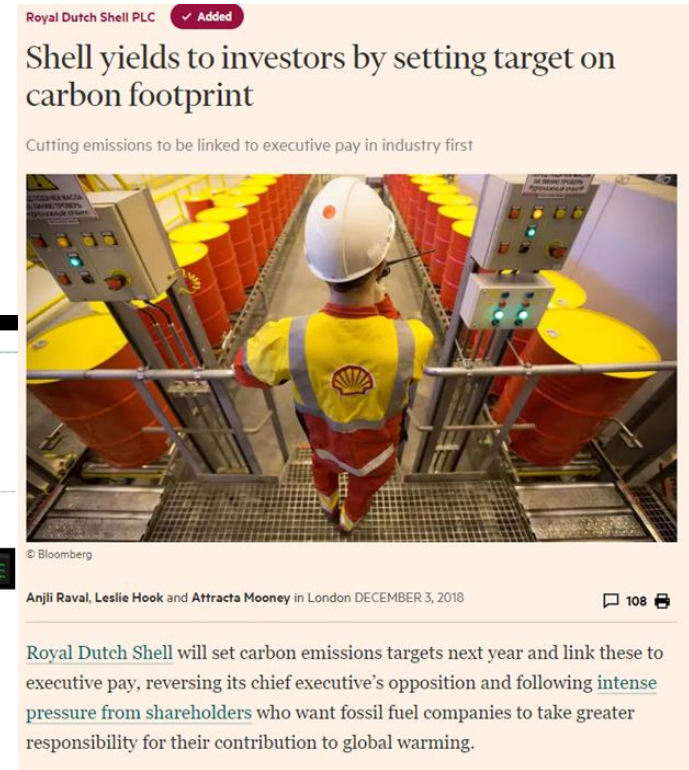 Royal Dutch Shell PLC
✓ Added
Shell yields to investors by setting target on
carbon footprint
Cutting emissions to be linked to executive pay in industry first
© Bloomberg
Anjli Raval, Leslie Hook and Attracta Mooney in London DECEMBER 3, 2018
108
Royal Dutch Shell will set carbon emissions targets next year and link these to
executive pay, reversing its chief executive’s opposition and following intense
pressure from shareholders who want fossil fuel companies to take greater
responsibility for their contribution to global warming.